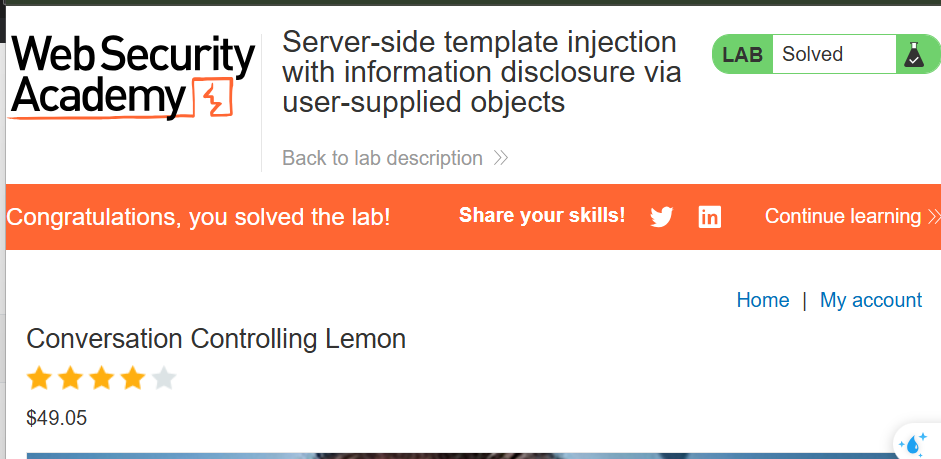 Web Security
Academy
Server-side template injection
with information disclosure via
user-supplied objects
LAB Solved
Back to lab description
Congratulations, you solved the lab! Share your skills! Continue learning
Home | My account
Conversation Controlling Lemon
$49.05